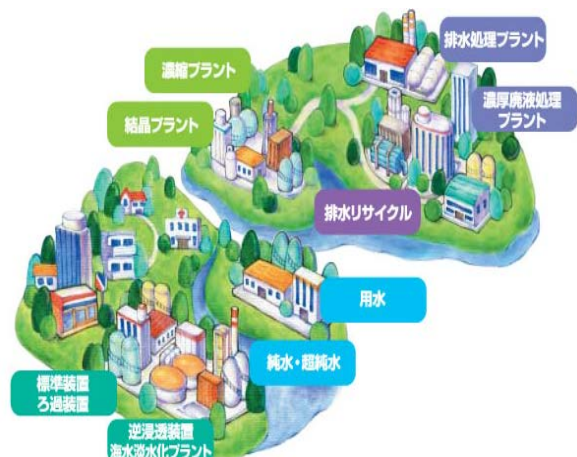 排水処理プラント
濃縮プラント
濃厚廃液処理
プラント
結晶プラント
排水リサイクル
用水
純水・超純水
標準装置
ろ過装置
逆浸透装置
海水淡水化プラント